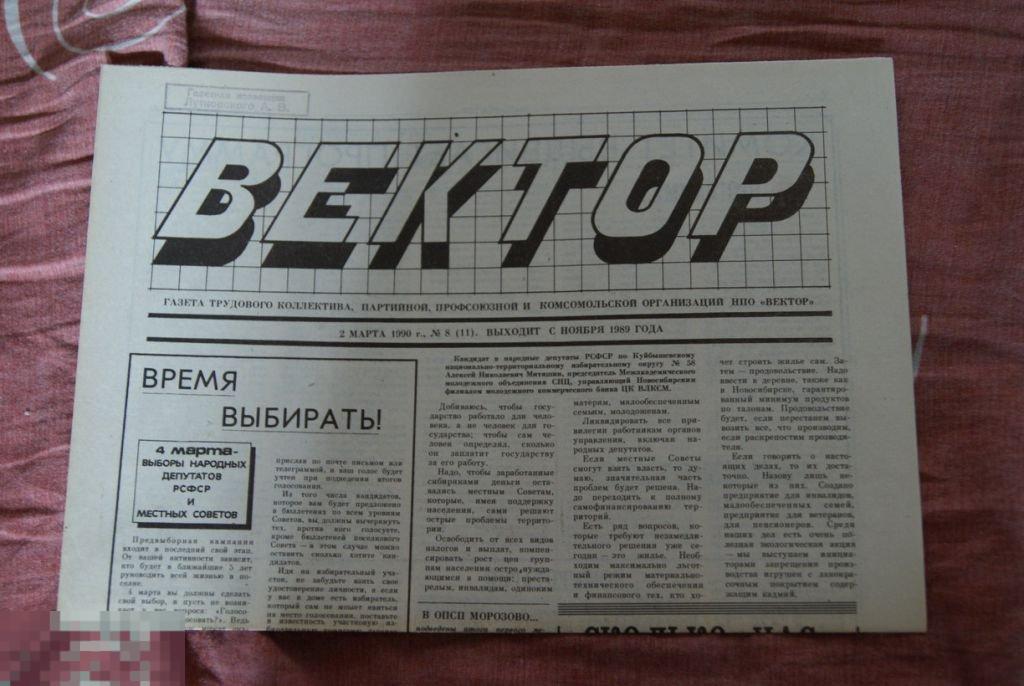 Газетная коллекция
Лутковского А. В.
ВЕКТОР
ГАЗЕТА ТРУДОВОГО КОЛЛЕКТИВА, ПАРТИЙНОЙ, ПРОФСОЮЗНОЙ И КОМСОМОЛЬСКОЙ ОРГАНИЗАЦИЙ НПО «ВЕКТОР»
2 МАРТА 1990 г., № 8 (11). ВЫХОДИТ С НОЯБРЯ 1989 ГОДА
ВРЕМЯ
ВЫБИРАТЬ!
4 марта-
ВЫБОРЫ НАРОДНЫХ
ДЕПУТАТОВ
РСФСР
И
МЕСТНЫХ СОВЕТОВ
Предвыборная кампания
входит в последний свой этап.
От вашей активности зависит,
кто будет в ближайшие 5 лет
руководить всей жизнью в по-
селке.
4 марта вы должны сделать
свой выбор, и пусть не возни-
прислав по почте письмом или
телеграммой, и ваш голос будет
учтен при подведении итогов
голосования.
Из того числа кандидатов,
которое вам будет предложено
в бюллетенях по всем уровням
Советов, вы должны вычеркнуть
тех, против кого голосуете,
кроме бюллетеней поселкового
Совета — в этом случае можно
оставить сколько хотите кан-
дидатов.
Идя на избирательный учас-
ток, не забудьте взять свое
удостоверение личности, а если
у вас в доме есть избиратель,
который сам не может явиться
на место голосования, поставьте
в известность участковую из-
Кандидат в народные депутаты РСФСР по Куйбышевскому
национально-территориальному избирательному округу № 58
Алексей Николаевич Митяшин, председатель Межакадемического
молодежного объединения СНЦ, управляющий Новосибирским
филиалом молодежного коммерческого банка ЦК ВЛКСМ.
Добиваюсь, чтобы госу-
дарство работало для чело-
века, а не человек для го-
сударства; чтобы сам че-
ловек определял, сколько
он заплатит государству
за его работу.
Надо, чтобы заработанные
сибиряками деньги оста-
вались местным Советам,
которые, имея поддержку
населения, сами решают
острые проблемы террито-
рии.
Освободить от всех видов
налогов и выплат, компен-
сировать рост цен груп-
пам населения остро нужда-
ющимся в помощи: преста-
релым, инвалидам, одиноким
матерям, малообеспеченным
семьям, молодоженам.
Ликвидировать все при-
вилегии работникам органов
управления, включая на-
родных депутатов.
Если местные Советы
смогут взять власть, то ду-
маю, значительная часть
проблем будет решена. На-
до переходить к полному
самофинансированию тер-
риторий.
Есть ряд вопросов, ко-
торые требуют незамедли-
тельного решения уже се-
годня — это жилье. Необ-
ходим максимально льгот-
ный режим материально-
технического обеспечения
и финансового тех, кто хо-
чет строить жилье сам. За-
тем — продовольствие. Надо
ввести в деревне, также как
в Новосибирске, гарантиро-
ванный минимум продуктов
по талонам. Продовольствие
будет, если перестанем вы-
возить все, что производим,
если раскрепостим произво-
дителя.
Если говорить о насто-
ящих делах, то их доста-
точно. Назову лишь не-
которые из них. Создано
предприятие для инвалидов,
малообеспеченных семей,
предприятие для ветеранов,
для пенсионеров. Среди
наших дел есть очень по-
лезная экологическая акция
— мы выступаем инициа-
торами запрещения произ-
водства игрушек с
покрытием содер-
жащим кадмий.
В ОПСП МОРОЗОВО...